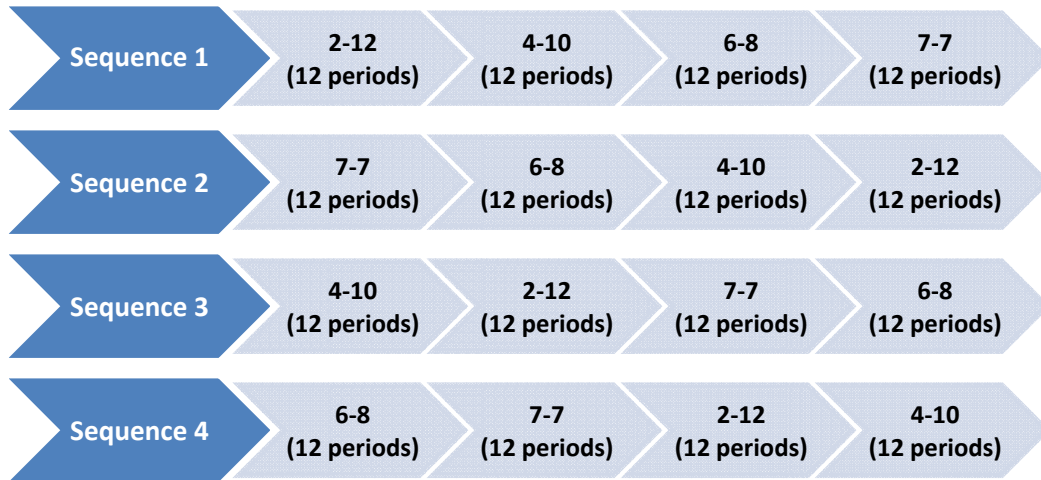 Sequence 1
2-12
(12 periods)
4-10
(12 periods)
6-8
(12 periods)
7-7
(12 periods)
Sequence 2
7-7
(12 periods)
6-8
(12 periods)
4-10
(12 periods)
2-12
(12 periods)
Sequence 3
4-10
(12 periods)
2-12
(12 periods)
7-7
(12 periods)
6-8
(12 periods)
Sequence 4
6-8
(12 periods)
7-7
(12 periods)
2-12
(12 periods)
4-10
(12 periods)